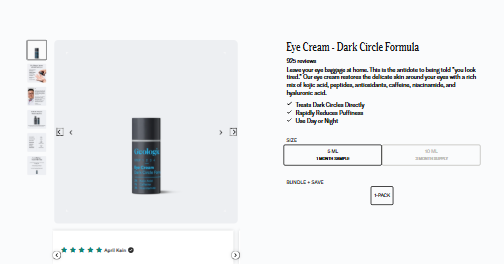 Eye Cream - Dark Circle Formula
925 reviews
Leave your eye baggage at home. This is the antidote to being told "you look
tired." Our eye cream restores the delicate skin around your eyes with a rich
mix of kojic acid, peptides, antioxidants, caffeine, niacinamide, and
hyaluronic acid.
Treats Dark Circles Directly
Rapidly Reduces Puffiness
Use Day or Night
SIZE
5 ML
1 MONTH SAMPLE
10 ML
BUNDLE + SAVE
1-PACK
Eye Cream
April Kain